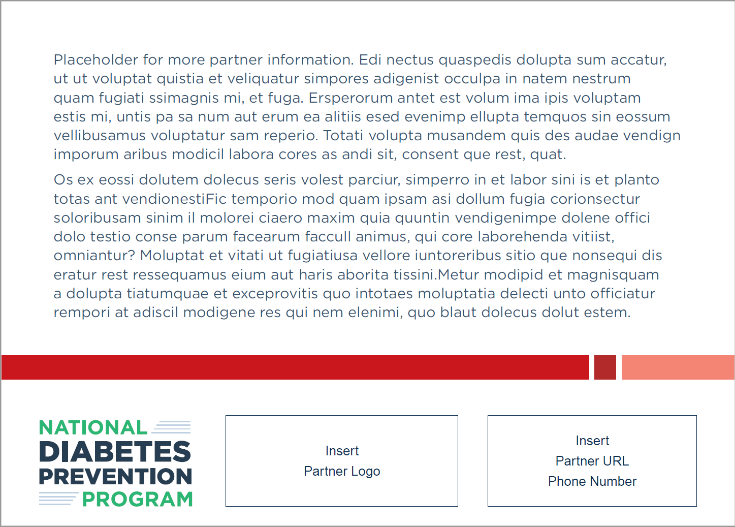 Placeholder for more partner information. Edi nectus quaspedis dolupta sum accatur,
ut ut voluptat quistia et veliquatur simpores adigenist occulpa in natem nestrum
quam fugiati ssimagnis mi, et fuga. Ersperorum antet est volum ima ipis voluptam
estis mi, untis pa sa num aut erum ea alitiis esed evenimp ellupta temquos sin eossum
vellibusamus voluptatur sam reperio. Totati volupta musandem quis des audae vendign
imporum aribus modicil labora cores as andi sit, consent que rest, quat.
Os ex eossi dolutem dolecus seris volest parciur, simperro in et labor sini is et planto
totas ant vendionestiFic temporio mod quam ipsam asi dollum fugia corionsectur
soloribusam sinim il molorei ciaero maxim quia quuntin vendigenimpe dolene offici
dolo testio conse parum facearum faccull animus, qui core laborehenda vitiist,
omniantur? Moluptat et vitati ut fugiatiusa vellore iuntoreribus sitio que nonsequi dis
eratur rest ressequamus eium aut haris aborita tissini.Metur modipid et magnisquam
a dolupta tiatumquae et exceprovitis quo intotaes moluptatia delecti unto officiatur
rempori at adiscil modigene res qui nem elenimi, quo blaut dolecus dolut estem.
NATIONAL
DIABETES
PREVENTION
PROGRAM
Insert
Partner Logo
Insert
Partner URL
Phone Number